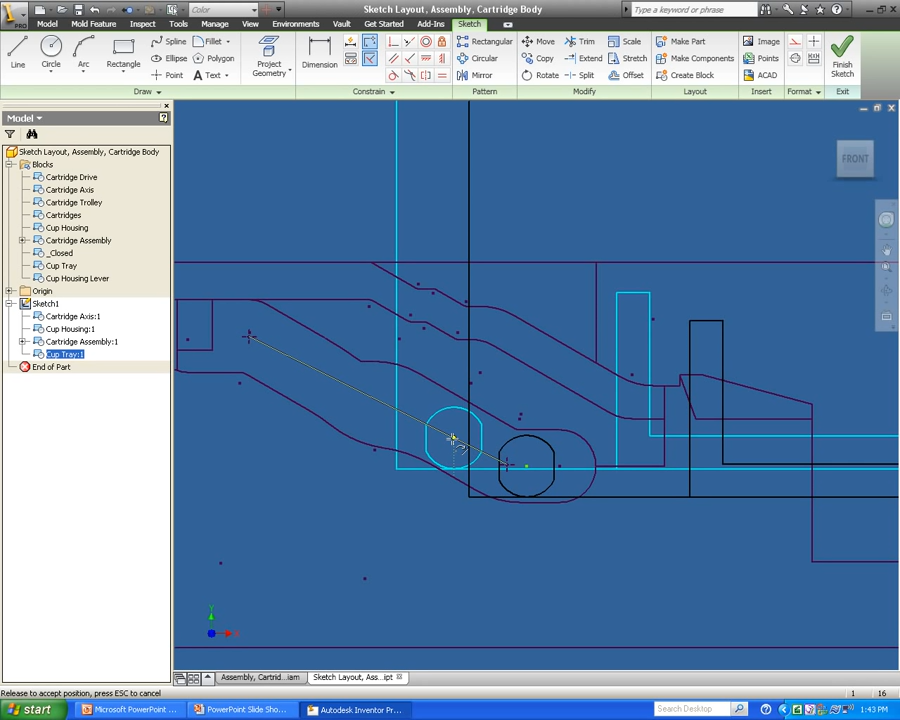 PRO
Color
Sketch Layout, Assembly, Cartridge Body
Type a keyword or phrase
Model Inspect Tools Manage View Environments Vault Get Started Add-Ins Sketch
Line
Circle
Arc
Rectangle
Spline
Ellipse
Point
Fillet
Polygon
Text
Project
Geometry
Dimension
Rectangular
Circular
Mirror
Move
Copy
Rotate
Trim
Extend
Split
Scale
Stretch
Offset
Make Part
Make Components
Create Block
Image
Points
ACAD
Finish
Sketch
Draw
Constrain
Pattern
Modify
Layout
Insert
Format
Exit
Model
Sketch Layout, Assembly, Cartridge Body
Blocks
Cartridge Drive
Cartridge Axis
Cartridge Trolley
Cartridges
Cup Housing
Cartridge Assembly
_Closed
Cup Tray
Cup Housing Lever
Origin
Sketch1
Cartridge Axis:1
Cup Housing:1
Cartridge Assembly:1
Cup Tray:1
End of Part
FRONT
Y
Assembly, Cartrid...iam
Sketch Layout, Ass...ipt
Release to accept position, press ESC to cancel
1
16
start
Microsoft PowerPoint ...
PowerPoint Slide Sho...
Autodesk Inventor Pr...
Search Desktop
1:43 PM